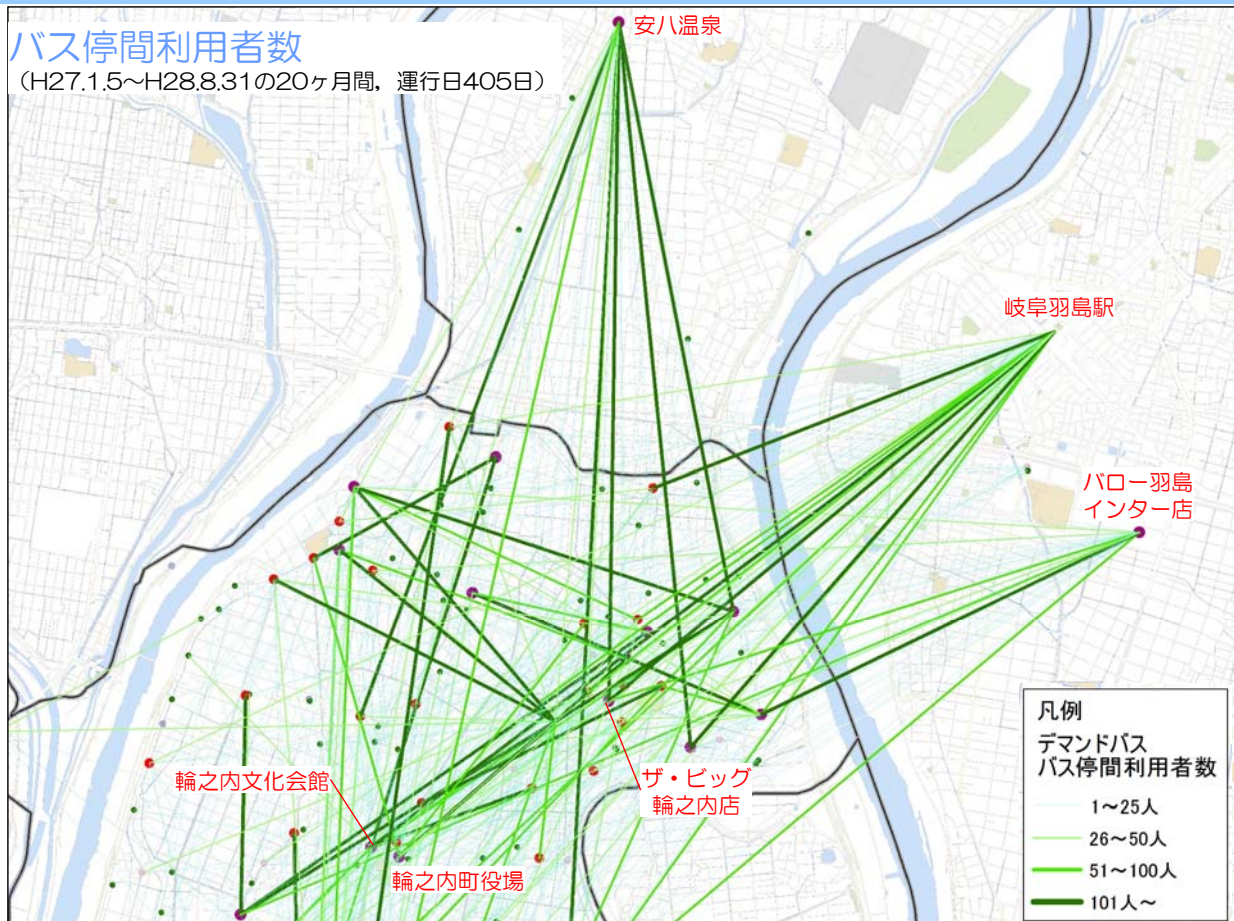 バス停間利用者数
（H27.1.5～H28.8.31の20ヶ月間，運行日405日）
安八温泉
岐阜羽島駅
バロー羽島
インター店
輪之内文化会館
ザ・ビッグ
輪之内店
輪之内町役場
凡例
デマンドバス
バス停間利用者数
1～25人
26～50人
51～100人
101人～